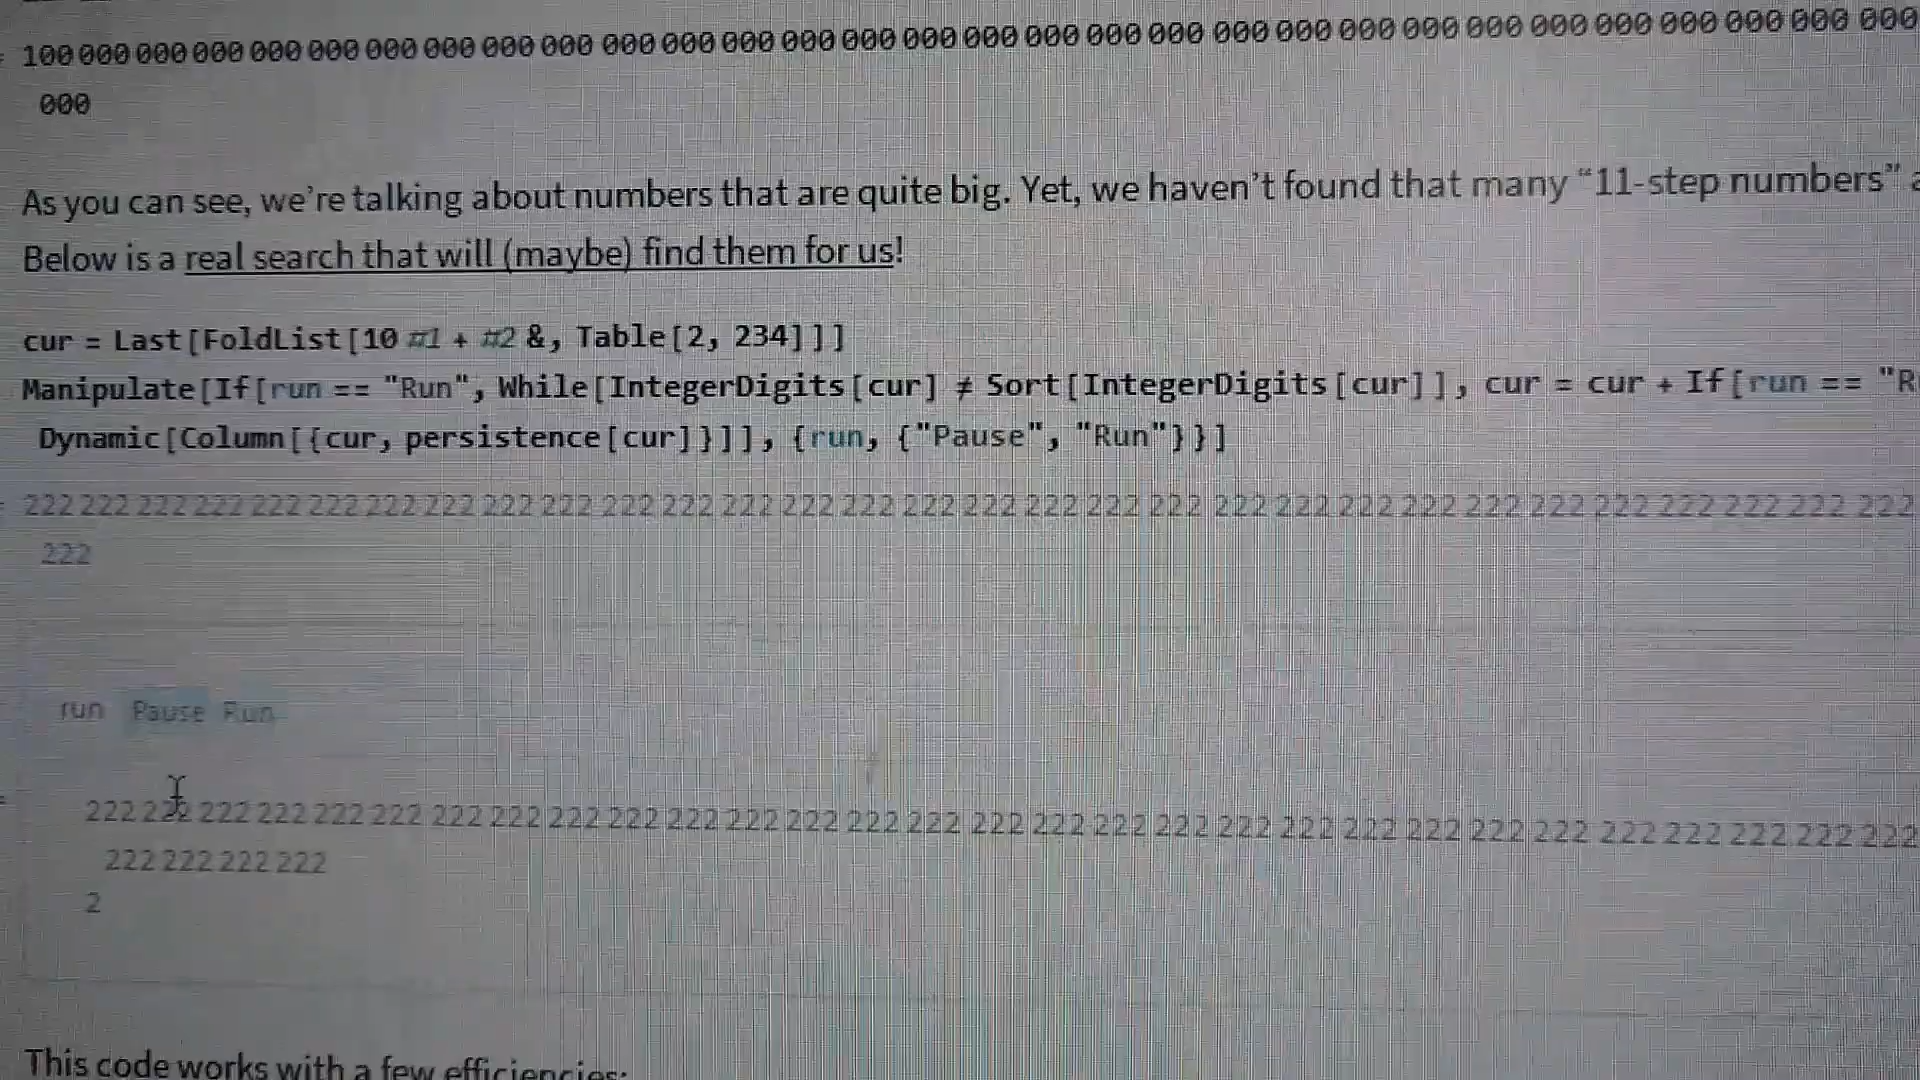 100 000 000 000 000 000 000 000 000 000 000 000 000 000 000 000 000 000 000 000 000 000 000 000 000 000 000 000 000 000 000
000
As you can see, we're talking about numbers that are quite big. Yet, we haven't found that many “11-step numbers”
Below is a real search that will (maybe) find them for us!
cur = Last[FoldList[10 #1 + #2 &, Table[2, 234]]]
Manipulate[If[run == "Run", While[IntegerDigits[cur] ≠ Sort[IntegerDigits[cur]], cur = cur + If[run == "R
Dynamic[Column[{cur, persistence[cur]}]], {run, {"Pause", "Run"}}]
222 222 222 222 222 222 222 222 222 222 222 222 222 222 222 222 222 222 222 222 222 222 222 222 222 222 222 222 222 222 222
222
run Pause Run
222 222 222 222 222 222 222 222 222 222 222 222 222 222 222 222 222 222 222 222 222 222 222 222 222 222 222 222 222 222
222 222 222 222
2
This code works with a few efficiencies: